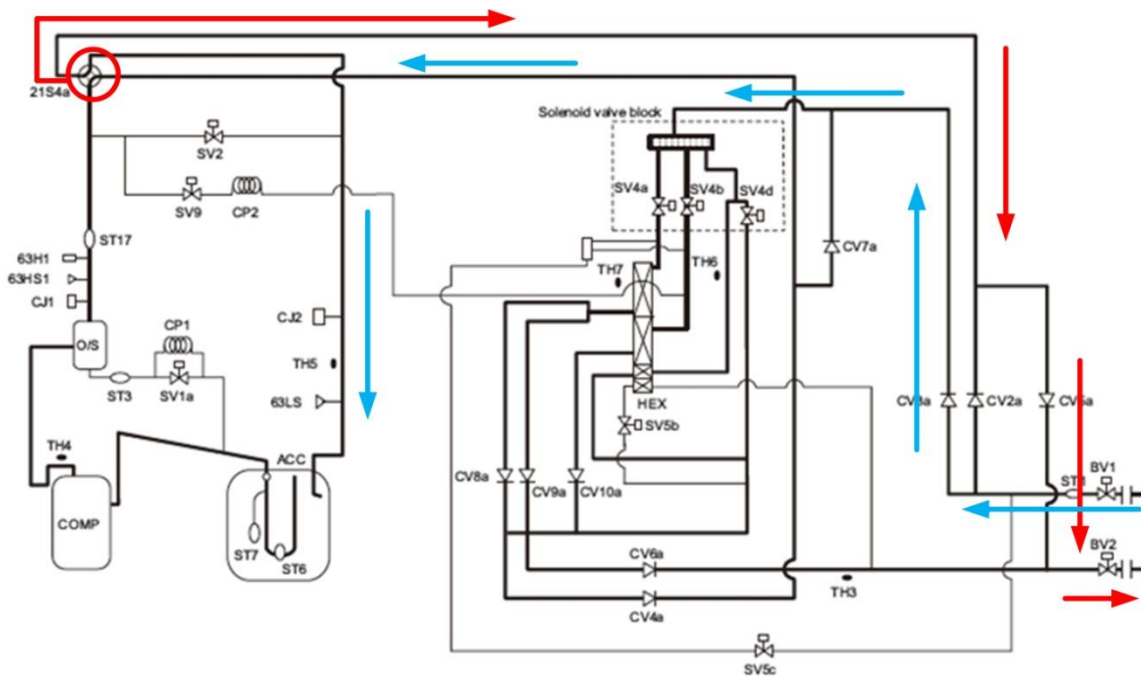 21S4a
Solenoid valve block
SV2
SV9
CP2
SV4a
SV4b
SV4d
ST17
63H1
63HS1
CJ1
TH7
TH6
CV7a
CP1
CJ2
O/S
TH5
ST3
SV1a
63LS
HEX
CV3a
CV2a
CV5a
SV5b
TH4
ACC
CV8a
CV9a
CV10a
ST1
BV1
COMP
ST7
ST6
CV6a
BV2
TH3
CV4a
SV5c